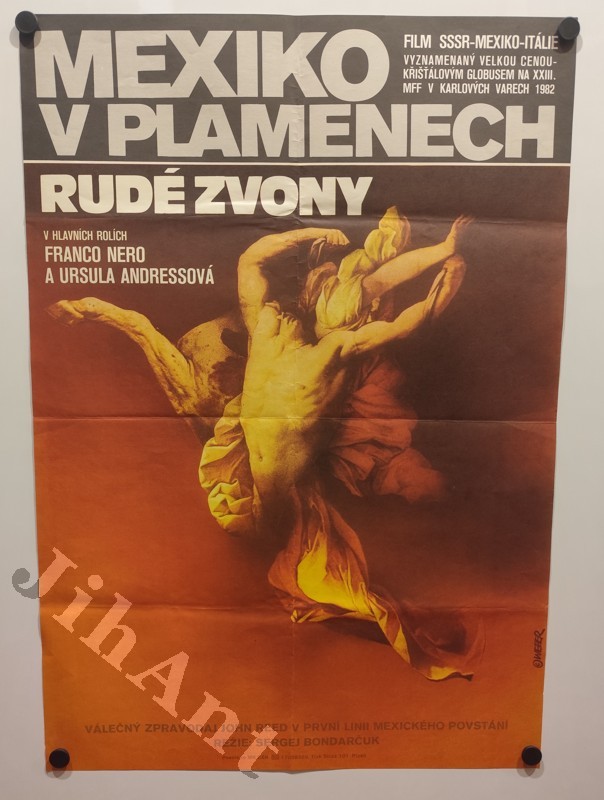 MEXIKO
V PLAMENECH
FILM SSSR-MEXIKO-ITÁLIE
VYZNAMENANÝ VELKOU CENOU-
KŘIŠŤÁLOVÝM GLOBUSEM NA XXIII.
MFF V KARLOVÝCH VARECH 1982
RUDÉ ZVONY
V HLAVNÍCH ROLÍCH
FRANCO NERO
A URSULA ANDRESSOVÁ
JihAnt
VÁLEČNÝ ZPRAVODAJ JOHN REED V PRVNÍ LINII MEXICKÉHO POVSTÁNÍ
REŽIE: SERGEJ BONDARČUK